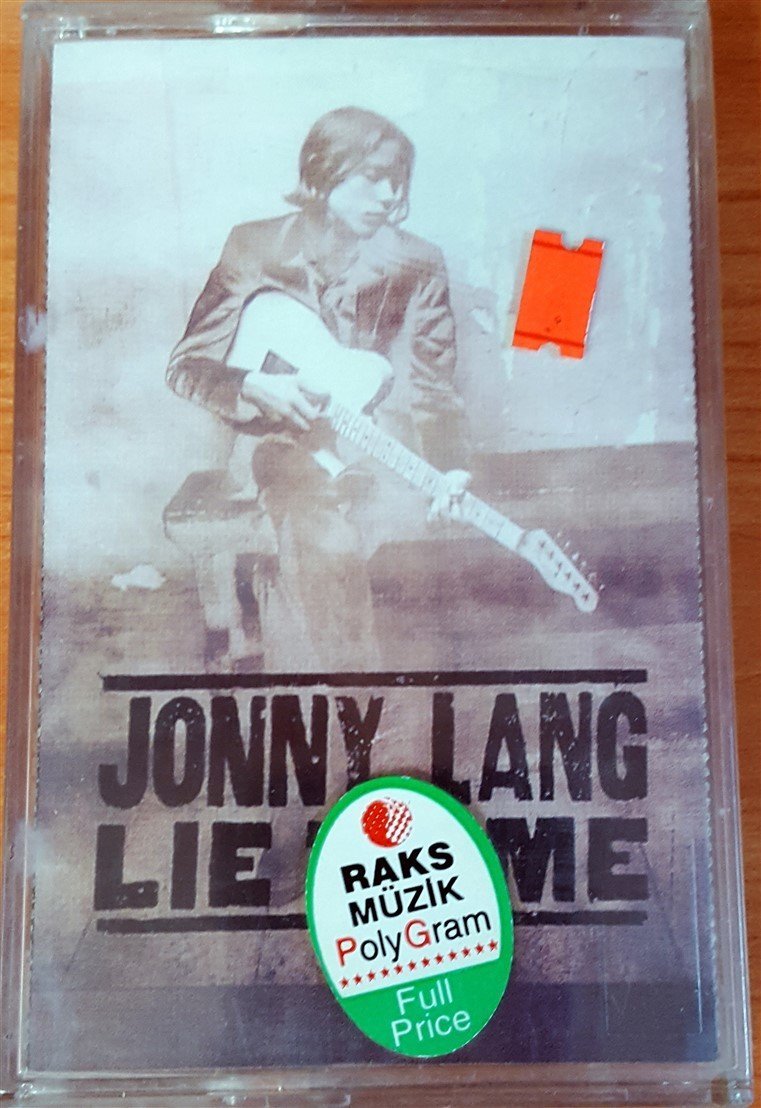 JONNY LANG
LIE ME
RAKS
MÜZİK
PolyGram
Full
Price